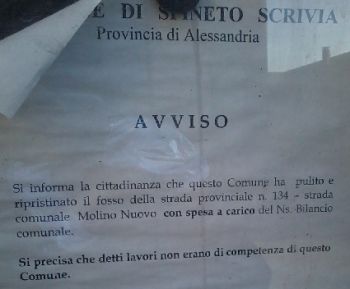 E DI SPINETO SCRIVIA
Provincia di Alessandria
AVVISO
Si informa la cittadinanza che questo Comune ha pulito e
ripristinato il fosso della strada provinciale n. 134 – strada
comunale Molino Nuovo con spesa a carico del Ns. Bilancio
comunale.
Si precisa che detti lavori non erano di competenza di questo
Comune.